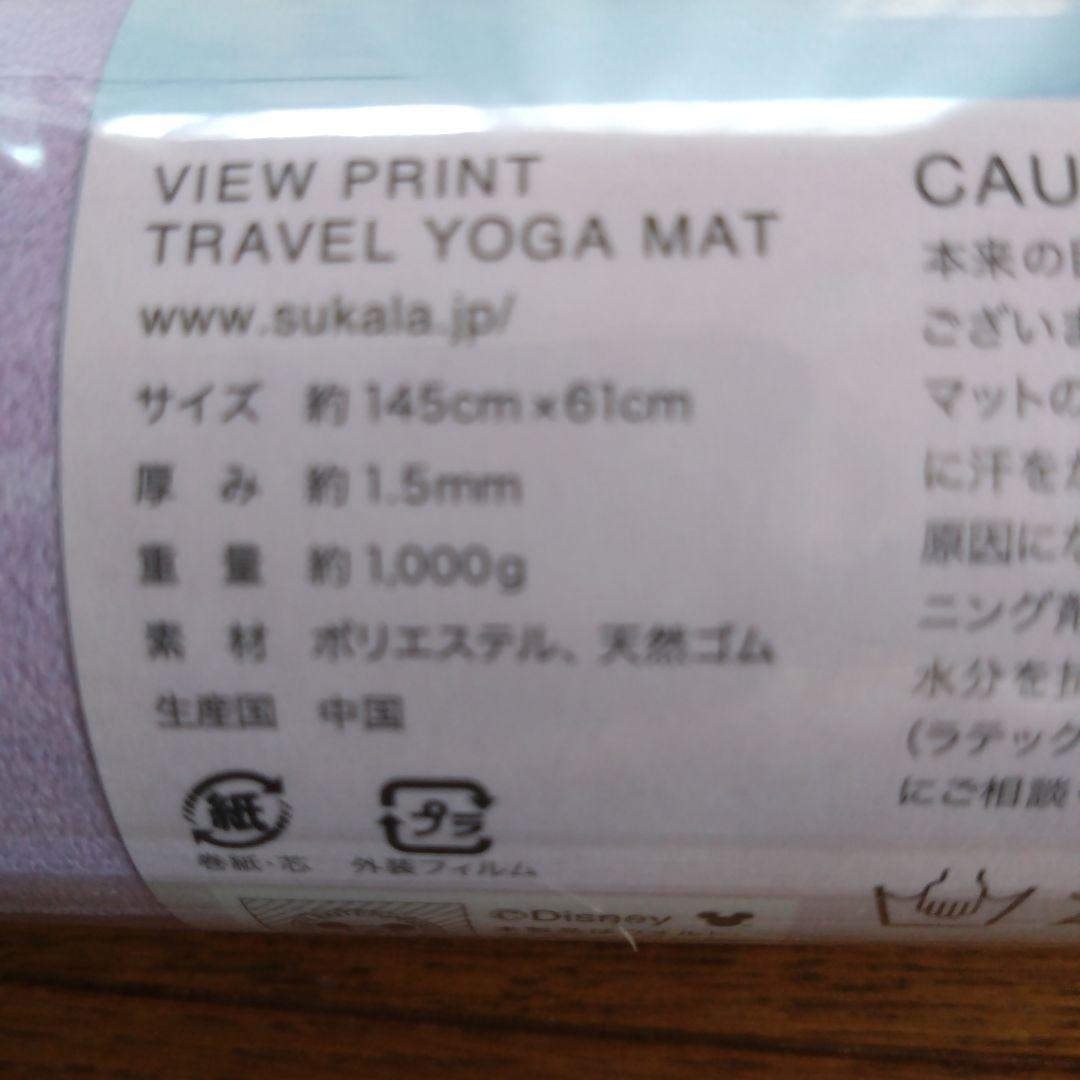 VIEW PRINT
TRAVEL YOGA MAT
www.sukala.jp/
サイズ 約145cm×61cm
厚み 約1.5mm
重量 約1,000g
素材 ポリエステル、天然ゴム
生産国 中国
紙
巻紙・芯
プラ
外装フィルム
©Disney
CAU
本来の
ござい
マットの
に汗を
原因に
ニング剤
水分を
(ラテック
にご相談